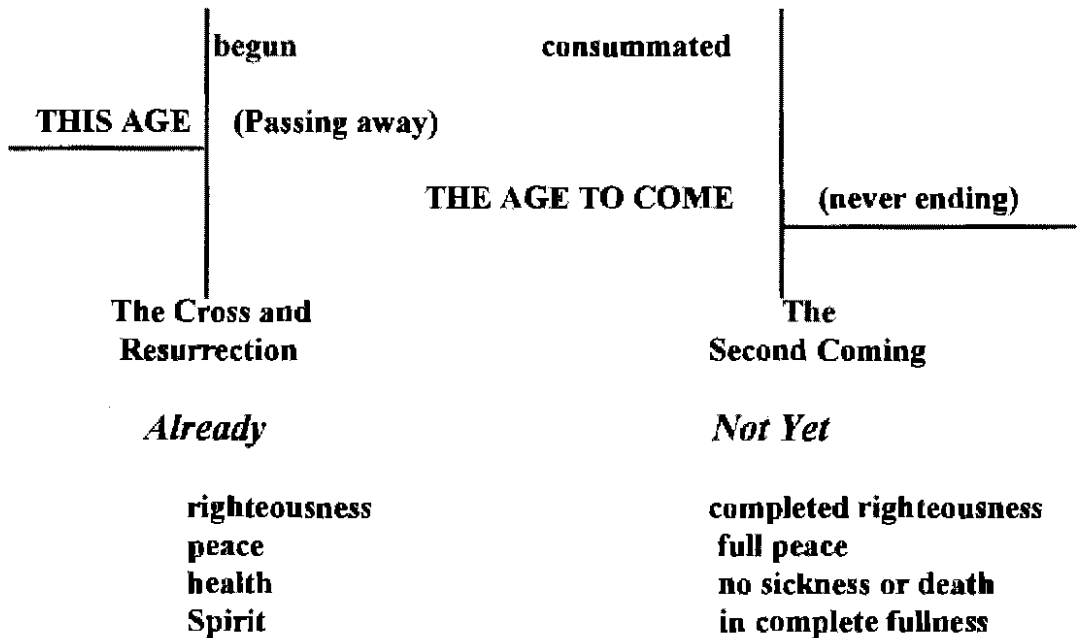 begun consummated
THIS AGE (Passing away)
THE AGE TO COME (never ending)
The Cross and The
Resurrection Second Coming
Already Not Yet
righteousness completed righteousness
peace full peace
health no sickness or death
Spirit in complete fullness